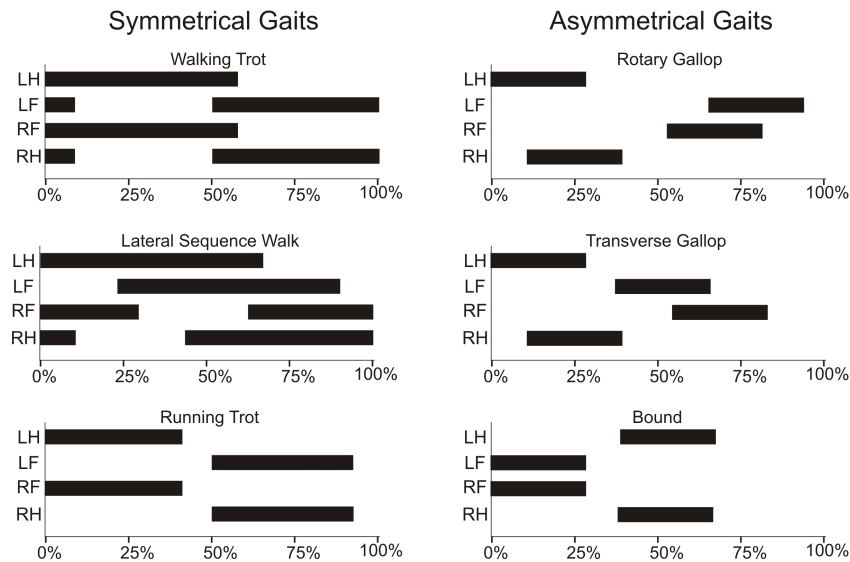 Symmetrical Gaits
Walking Trot
LH
LF
RF
RH
0% 25% 50% 75% 100%
Lateral Sequence Walk
LH
LF
RF
RH
0% 25% 50% 75% 100%
Running Trot
LH
LF
RF
RH
0% 25% 50% 75% 100%
Asymmetrical Gaits
Rotary Gallop
LH
LF
RF
RH
0% 25% 50% 75% 100%
Transverse Gallop
LH
LF
RF
RH
0% 25% 50% 75% 100%
Bound
LH
LF
RF
RH
0% 25% 50% 75% 100%